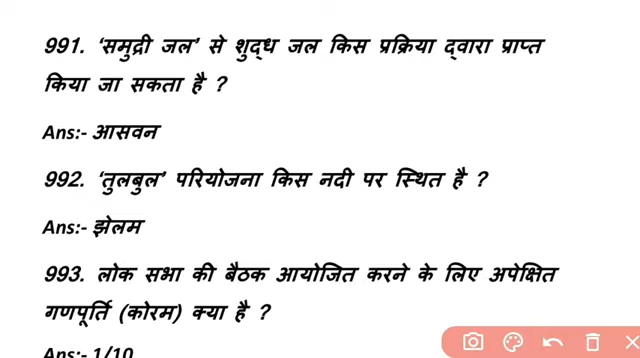 991. ‘समुद्री जल’ से शुद्ध जल किस प्रक्रिया द्वारा प्राप्त
किया जा सकता है ?
Ans:- आसवन
992. ‘तुलबुल’ परियोजना किस नदी पर स्थित है ?
Ans:- झेलम
993. लोक सभा की बैठक आयोजित करने के लिए अपेक्षित
गणपूर्ति (कोरम) क्या है ?
Ans:- 1/10